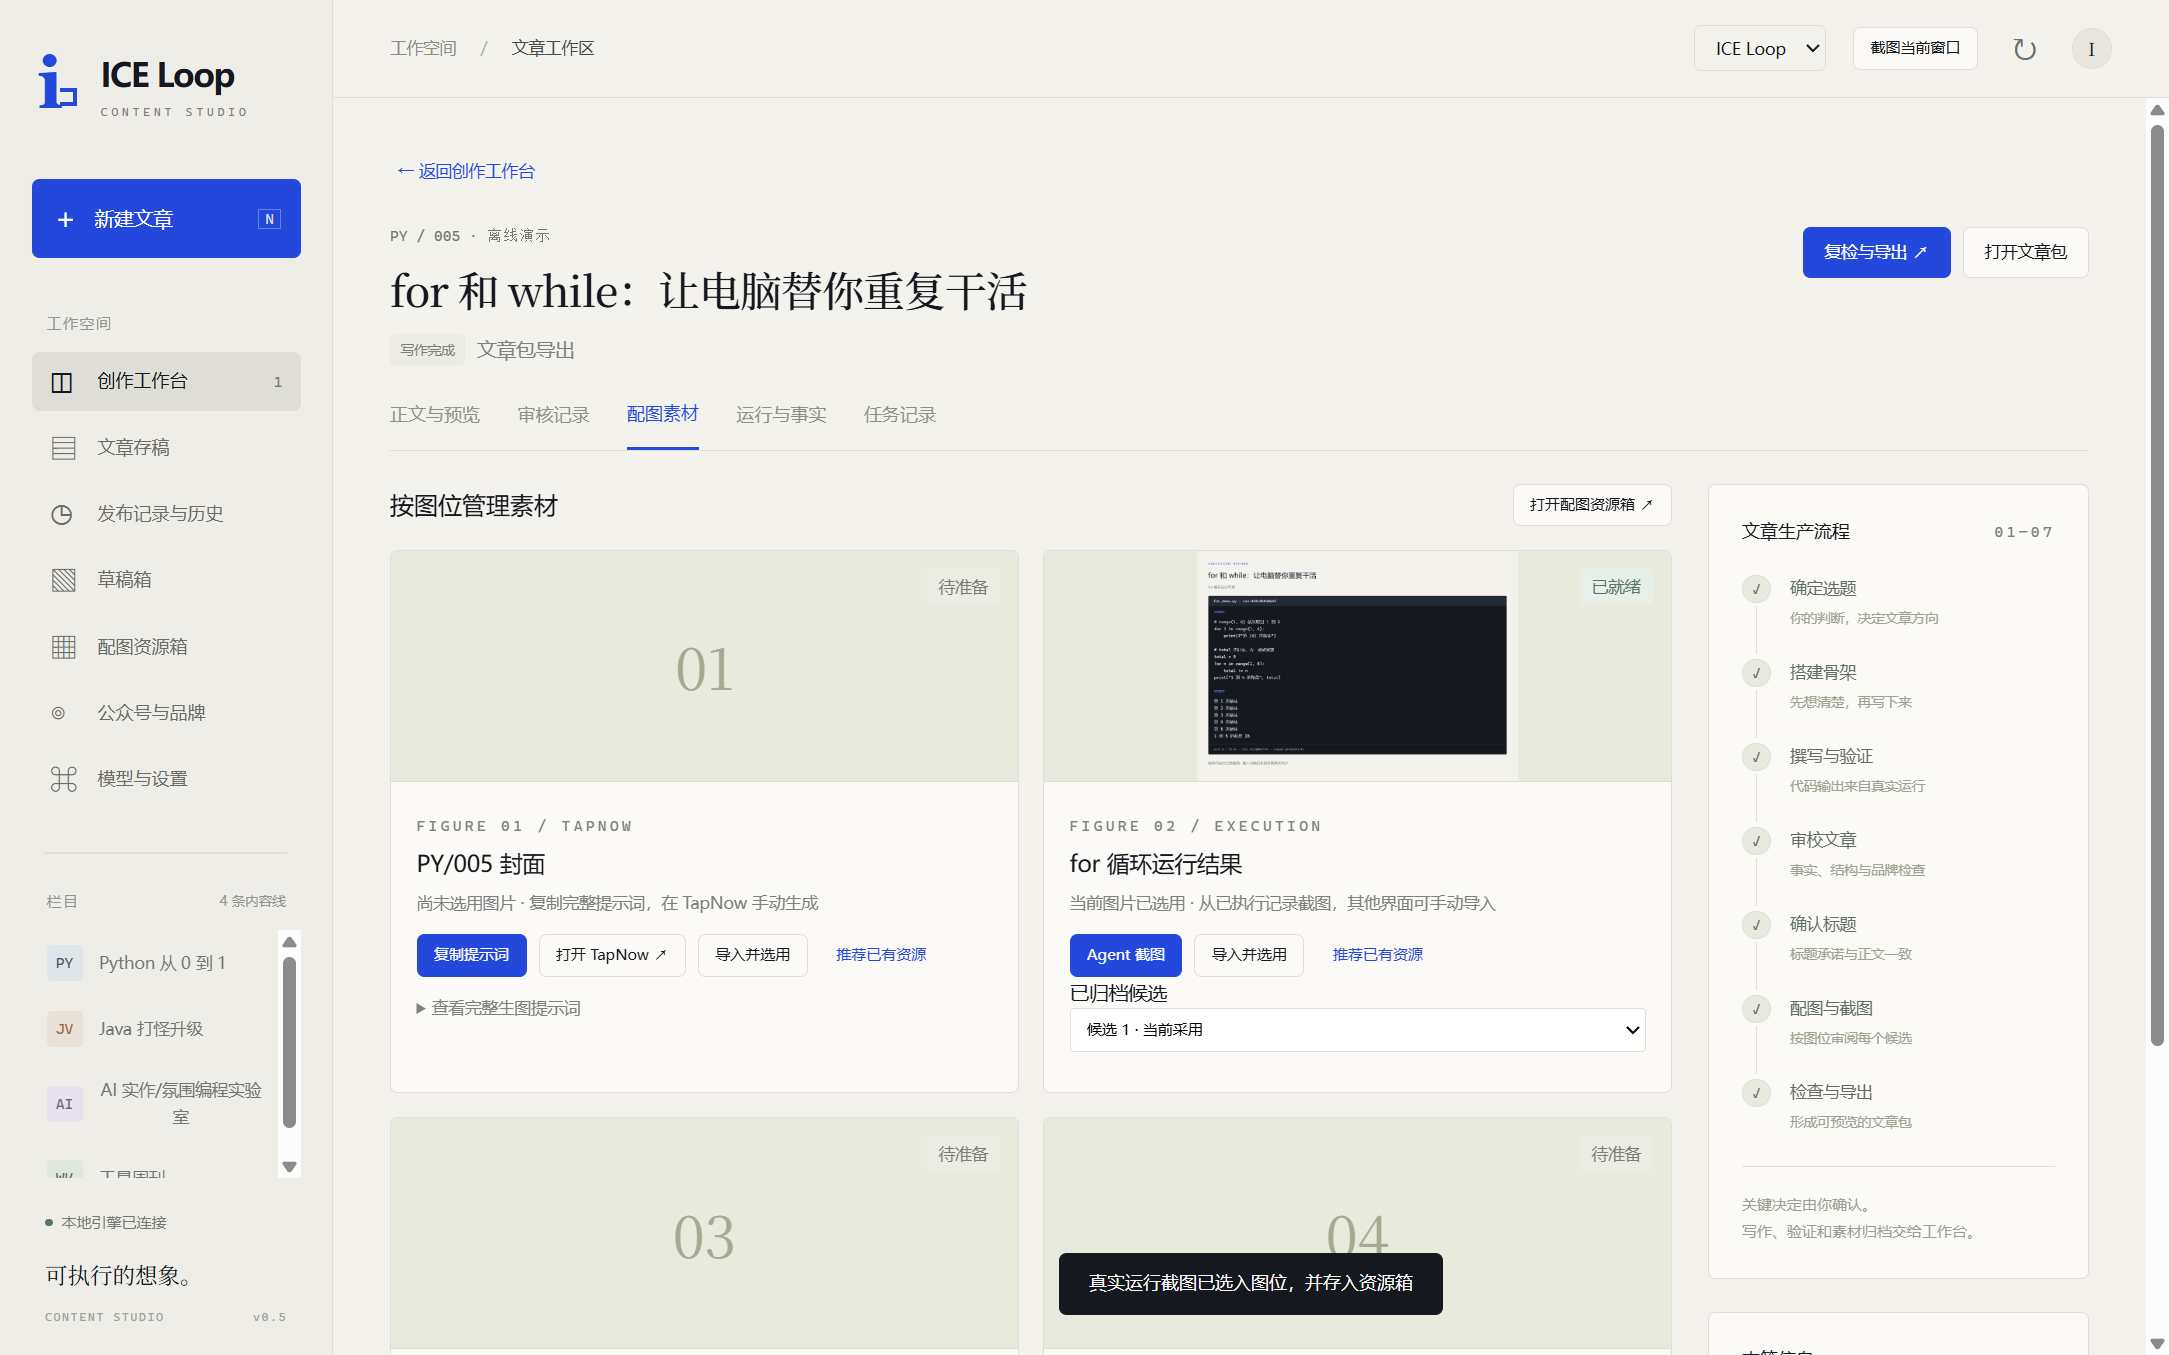 ICE Loop
CONTENT STUDIO
+ 新建文章 N
工作空间
创作工作台 1
文章存稿
发布记录与历史
草稿箱
配图资源箱
公众号与品牌
模型与设置
栏目 4 条内容线
PY Python 从 0 到 1
JV Java 打怪升级
AI AI 实作/氛围编程实验
室
本地引擎已连接
可执行的想象。
CONTENT STUDIO v0.5
工作空间 / 文章工作区
ICE Loop 截图当前窗口 I
← 返回创作工作台
PY / 005 · 离线演示
for 和 while：让电脑替你重复干活
复检与导出 ↗ 打开文章包
写作完成 文章包导出
正文与预览 审核记录 配图素材 运行与事实 任务记录
按图位管理素材 打开配图资源箱 ↗
待准备
01
FIGURE 01 / TAPNOW
PY/005 封面
尚未选用图片 · 复制完整提示词，在 TapNow 手动生成
复制提示词 打开 TapNow ↗ 导入并选用 推荐已有资源
▶ 查看完整生图提示词
已就绪
for 和 while：让电脑替你重复干活
FIGURE 02 / EXECUTION
for 循环运行结果
当前图片已选用 · 从已执行记录截图，其他界面可手动导入
Agent 截图 导入并选用 推荐已有资源
已归档候选
候选 1 · 当前采用
待准备
03
待准备
04
真实运行截图已选入图位，并存入资源箱
文章生产流程 01—07
确定选题
你的判断，决定文章方向
搭建骨架
先想清楚，再写下来
撰写与验证
代码输出来自真实运行
审校文章
事实、结构与品牌检查
确认标题
标题承诺与正文一致
配图与截图
按图位审阅每个候选
检查与导出
形成可预览的文章包
关键决定由你确认。
写作、验证和素材归档交给工作台。